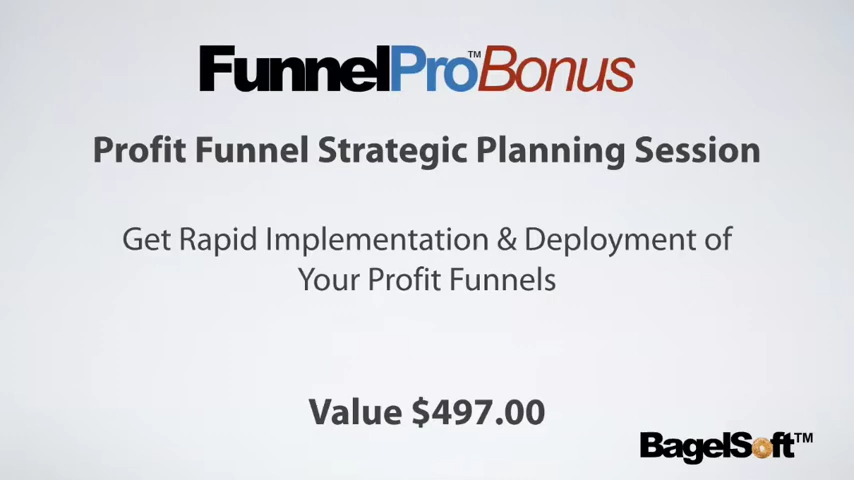 FunnelPro™Bonus
Profit Funnel Strategic Planning Session
Get Rapid Implementation & Deployment of
Your Profit Funnels
Value $497.00
BagelSoft™